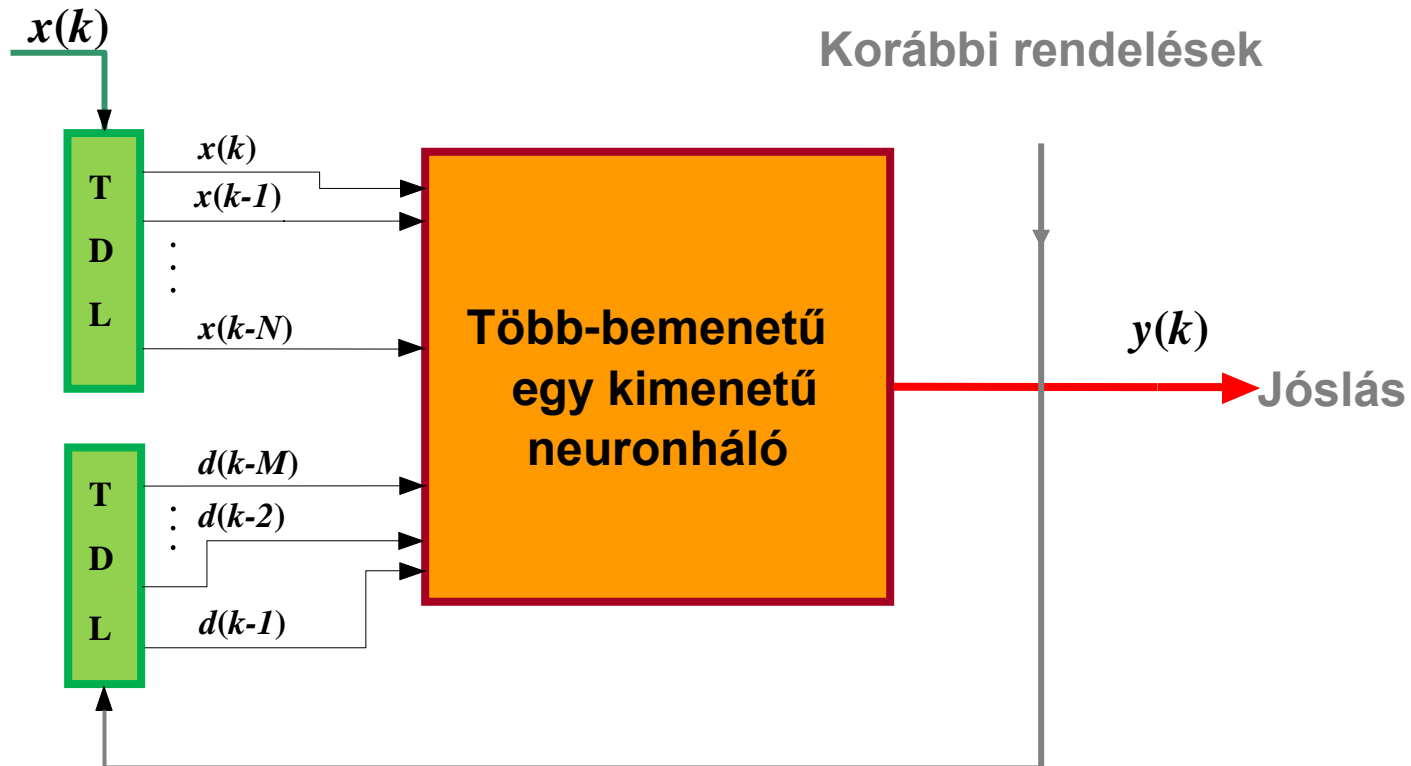 x(k)
Korábbi rendelések
T
D
L
x(k)
x(k-1)
.
.
.
x(k-N)
Több-bemenetű
egy kimenetű
neuronháló
y(k)
Jóslás
T
D
L
d(k-M)
.
.
.
d(k-2)
d(k-1)